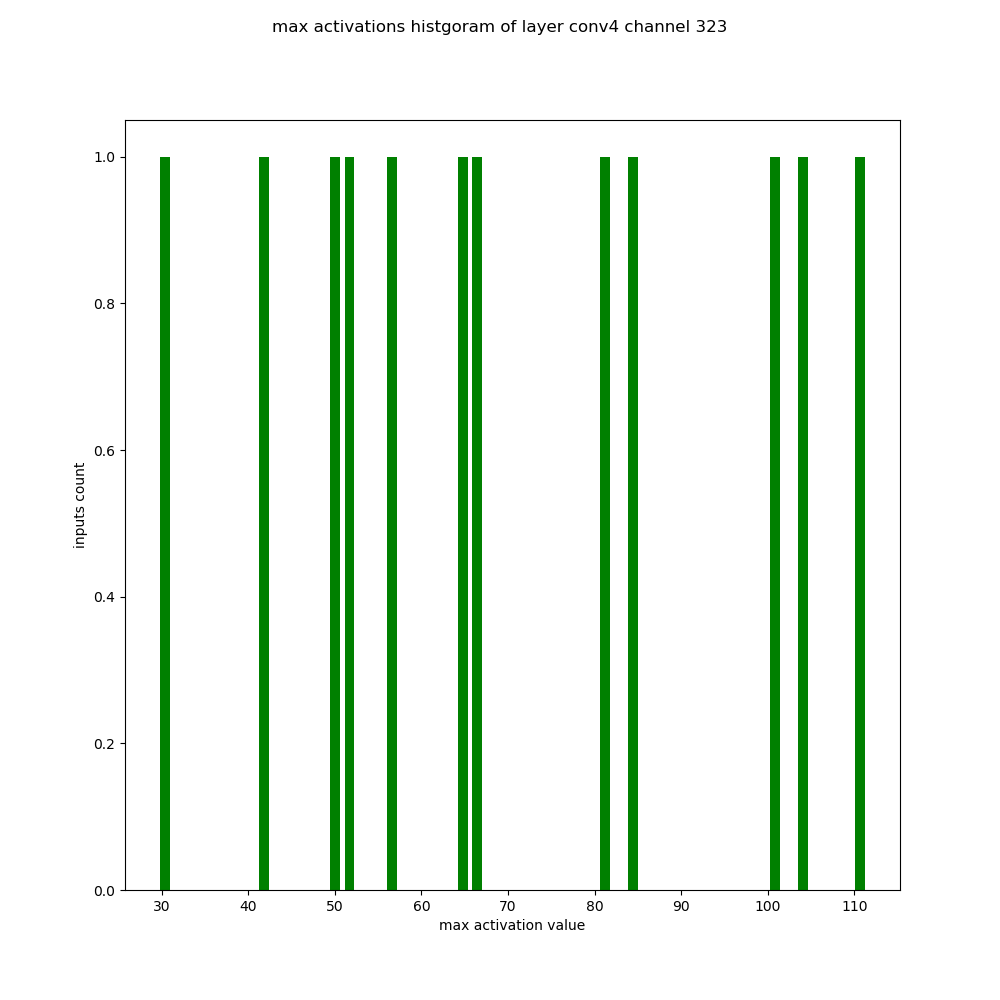 max activations histgoram of layer conv4 channel 323
1.0
0.8
0.6
0.4
0.2
0.0
inputs count
30 40 50 60 70 80 90 100 110
max activation value